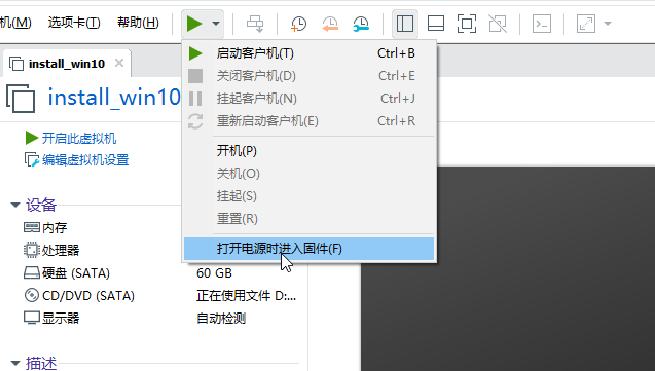 机(M) 选项卡(T) 帮助(H)
install_win10
install_win10
开启此虚拟机
编辑虚拟机设置
启动客户机(T) Ctrl+B
关闭客户机(D) Ctrl+E
挂起客户机(N) Ctrl+J
重新启动客户机(E) Ctrl+R
开机(P)
关机(O)
挂起(S)
重置(R)
打开电源时进入固件(F)
设备
内存
处理器
硬盘 (SATA) 60 GB
CD/DVD (SATA) 正在使用文件 D:...
显示器 自动检测
描述